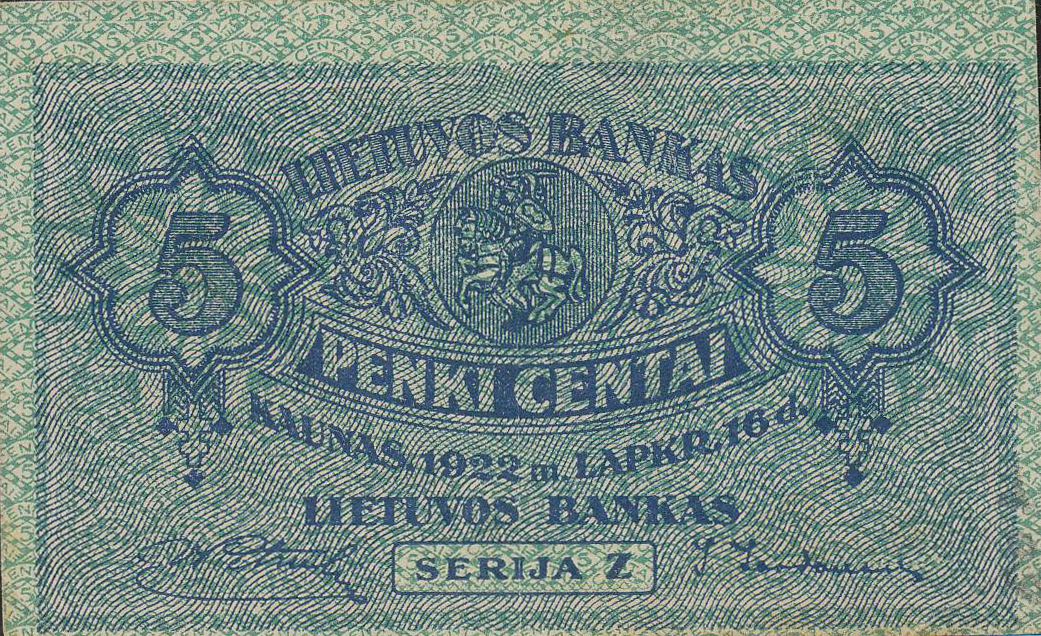 LIETUVOS BANKAS
5 5
PENKI CENTAI
KAUNAS, 1922 m. LAPKR. 16 d.
LIETUVOS BANKAS
SERIJA Z